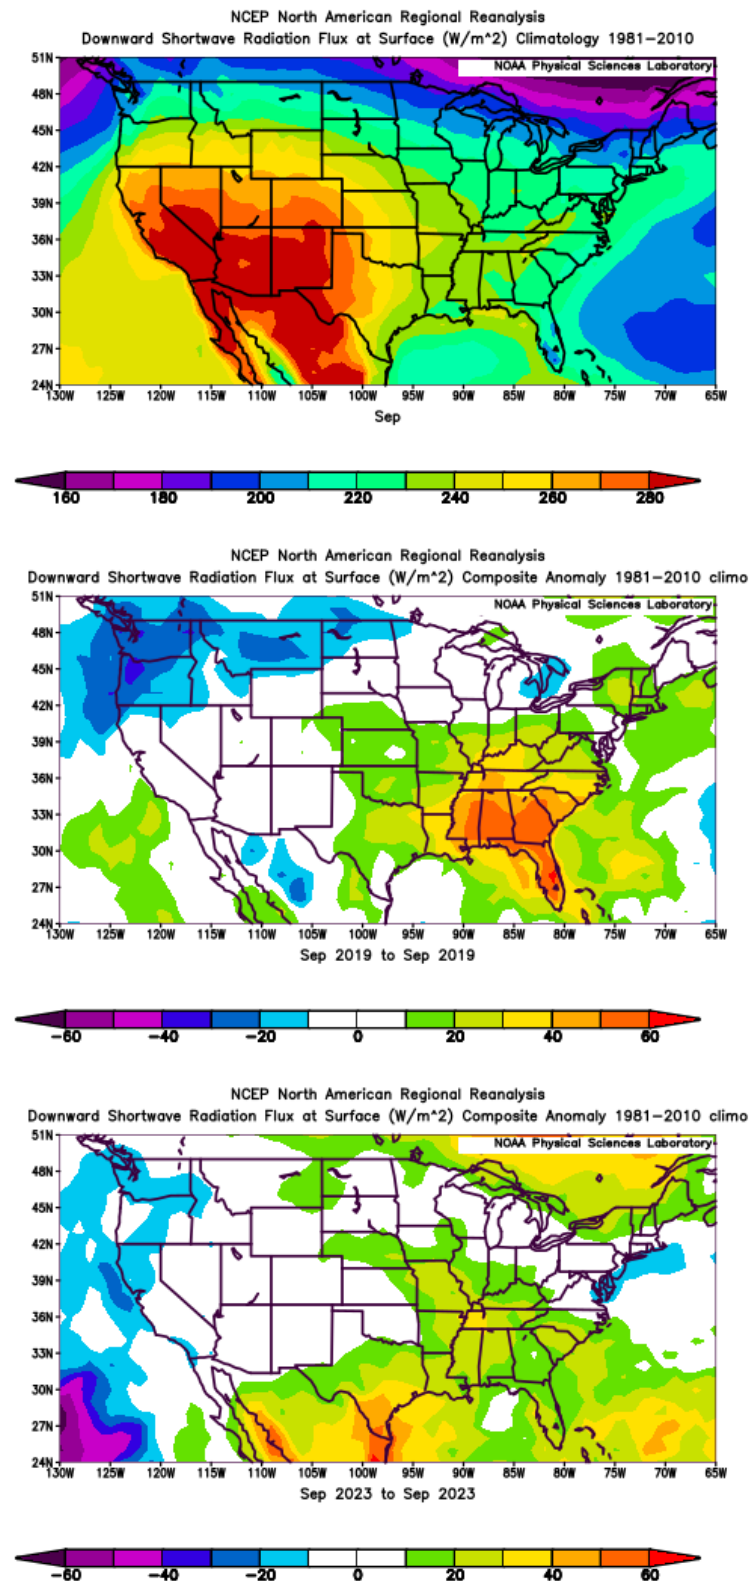 NCEP North American Regional Reanalysis
Downward Shortwave Radiation Flux at Surface (W/m^2) Climatology 1981-2010
NOAA Physical Sciences Laboratory
51N
48N
45N
42N
39N
36N
33N
30N
27N
24N
130W 125W 120W 115W 110W 105W 100W 95W 90W 85W 80W 75W 70W 65W
Sep
160 180 200 220 240 260 280
NCEP North American Regional Reanalysis
Downward Shortwave Radiation Flux at Surface (W/m^2) Composite Anomaly 1981-2010 climo
NOAA Physical Sciences Laboratory
51N
48N
45N
42N
39N
36N
33N
30N
27N
24N
130W 125W 120W 115W 110W 105W 100W 95W 90W 85W 80W 75W 70W 65W
Sep 2019 to Sep 2019
-60 -40 -20 0 20 40 60
NCEP North American Regional Reanalysis
Downward Shortwave Radiation Flux at Surface (W/m^2) Composite Anomaly 1981-2010 climo
NOAA Physical Sciences Laboratory
51N
48N
45N
42N
39N
36N
33N
30N
27N
24N
130W 125W 120W 115W 110W 105W 100W 95W 90W 85W 80W 75W 70W 65W
Sep 2023 to Sep 2023
-60 -40 -20 0 20 40 60